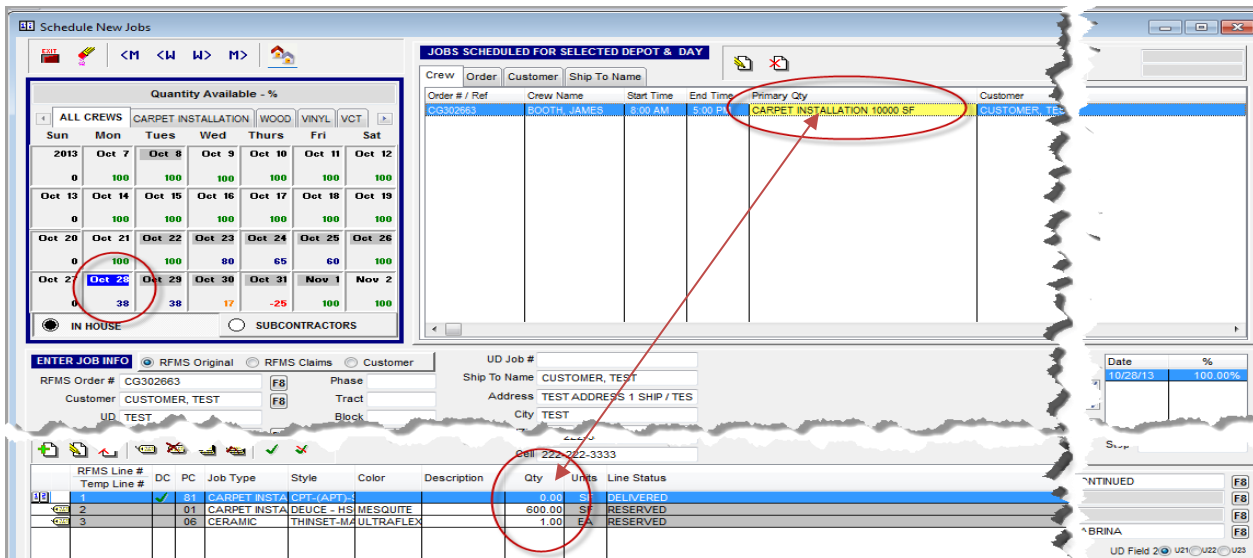 Schedule New Jobs
EXIT <M <W W> M>
Quantity Available - %
ALL CREWS CARPET INSTALLATION WOOD VINYL VCT
Sun Mon Tues Wed Thurs Fri Sat
2013 Oct 7 Oct 8 Oct 9 Oct 10 Oct 11 Oct 12
0 100 100 100 100 100 100
Oct 13 Oct 14 Oct 15 Oct 16 Oct 17 Oct 18 Oct 19
0 100 100 100 100 100 100
Oct 20 Oct 21 Oct 22 Oct 23 Oct 24 Oct 25 Oct 26
0 100 100 80 65 60 100
Oct 27 Oct 28 Oct 29 Oct 30 Oct 31 Nov 1 Nov 2
0 38 38 17 -25 100 100
IN HOUSE SUBCONTRACTORS
JOBS SCHEDULED FOR SELECTED DEPOT & DAY
Crew Order Customer Ship To Name
Order # / Ref Crew Name Start Time End Time Primary Qty Customer
CG302663 BOOTH, JAMES 8:00 AM 5:00 PM CARPET INSTALLATION 10000 SF CUSTOMER, TES
ENTER JOB INFO RFMS Original RFMS Claims Customer
RFMS Order # CG302663 F8 Phase
Customer CUSTOMER, TEST F8 Tract
UD TEST Block
UD Job #
Ship To Name CUSTOMER, TEST
Address TEST ADDRESS 1 SHIP / TES
City TEST
Cell 222-222-3333
Date %
10/28/13 100.00%
RFMS Line # DC PC Job Type Style Color Description Qty Units Line Status
Temp Line #
1 81 CARPET INSTA CPT-(APT)-S 0.00 SF DELIVERED
2 01 CARPET INSTA DEUCE - HS MESQUITE 600.00 SF RESERVED
3 06 CERAMIC THINSET-MA ULTRAFLEX 1.00 EA RESERVED
NTINUED F8
F8
F8
BRINA F8
UD Field 20 U21 U22 U23